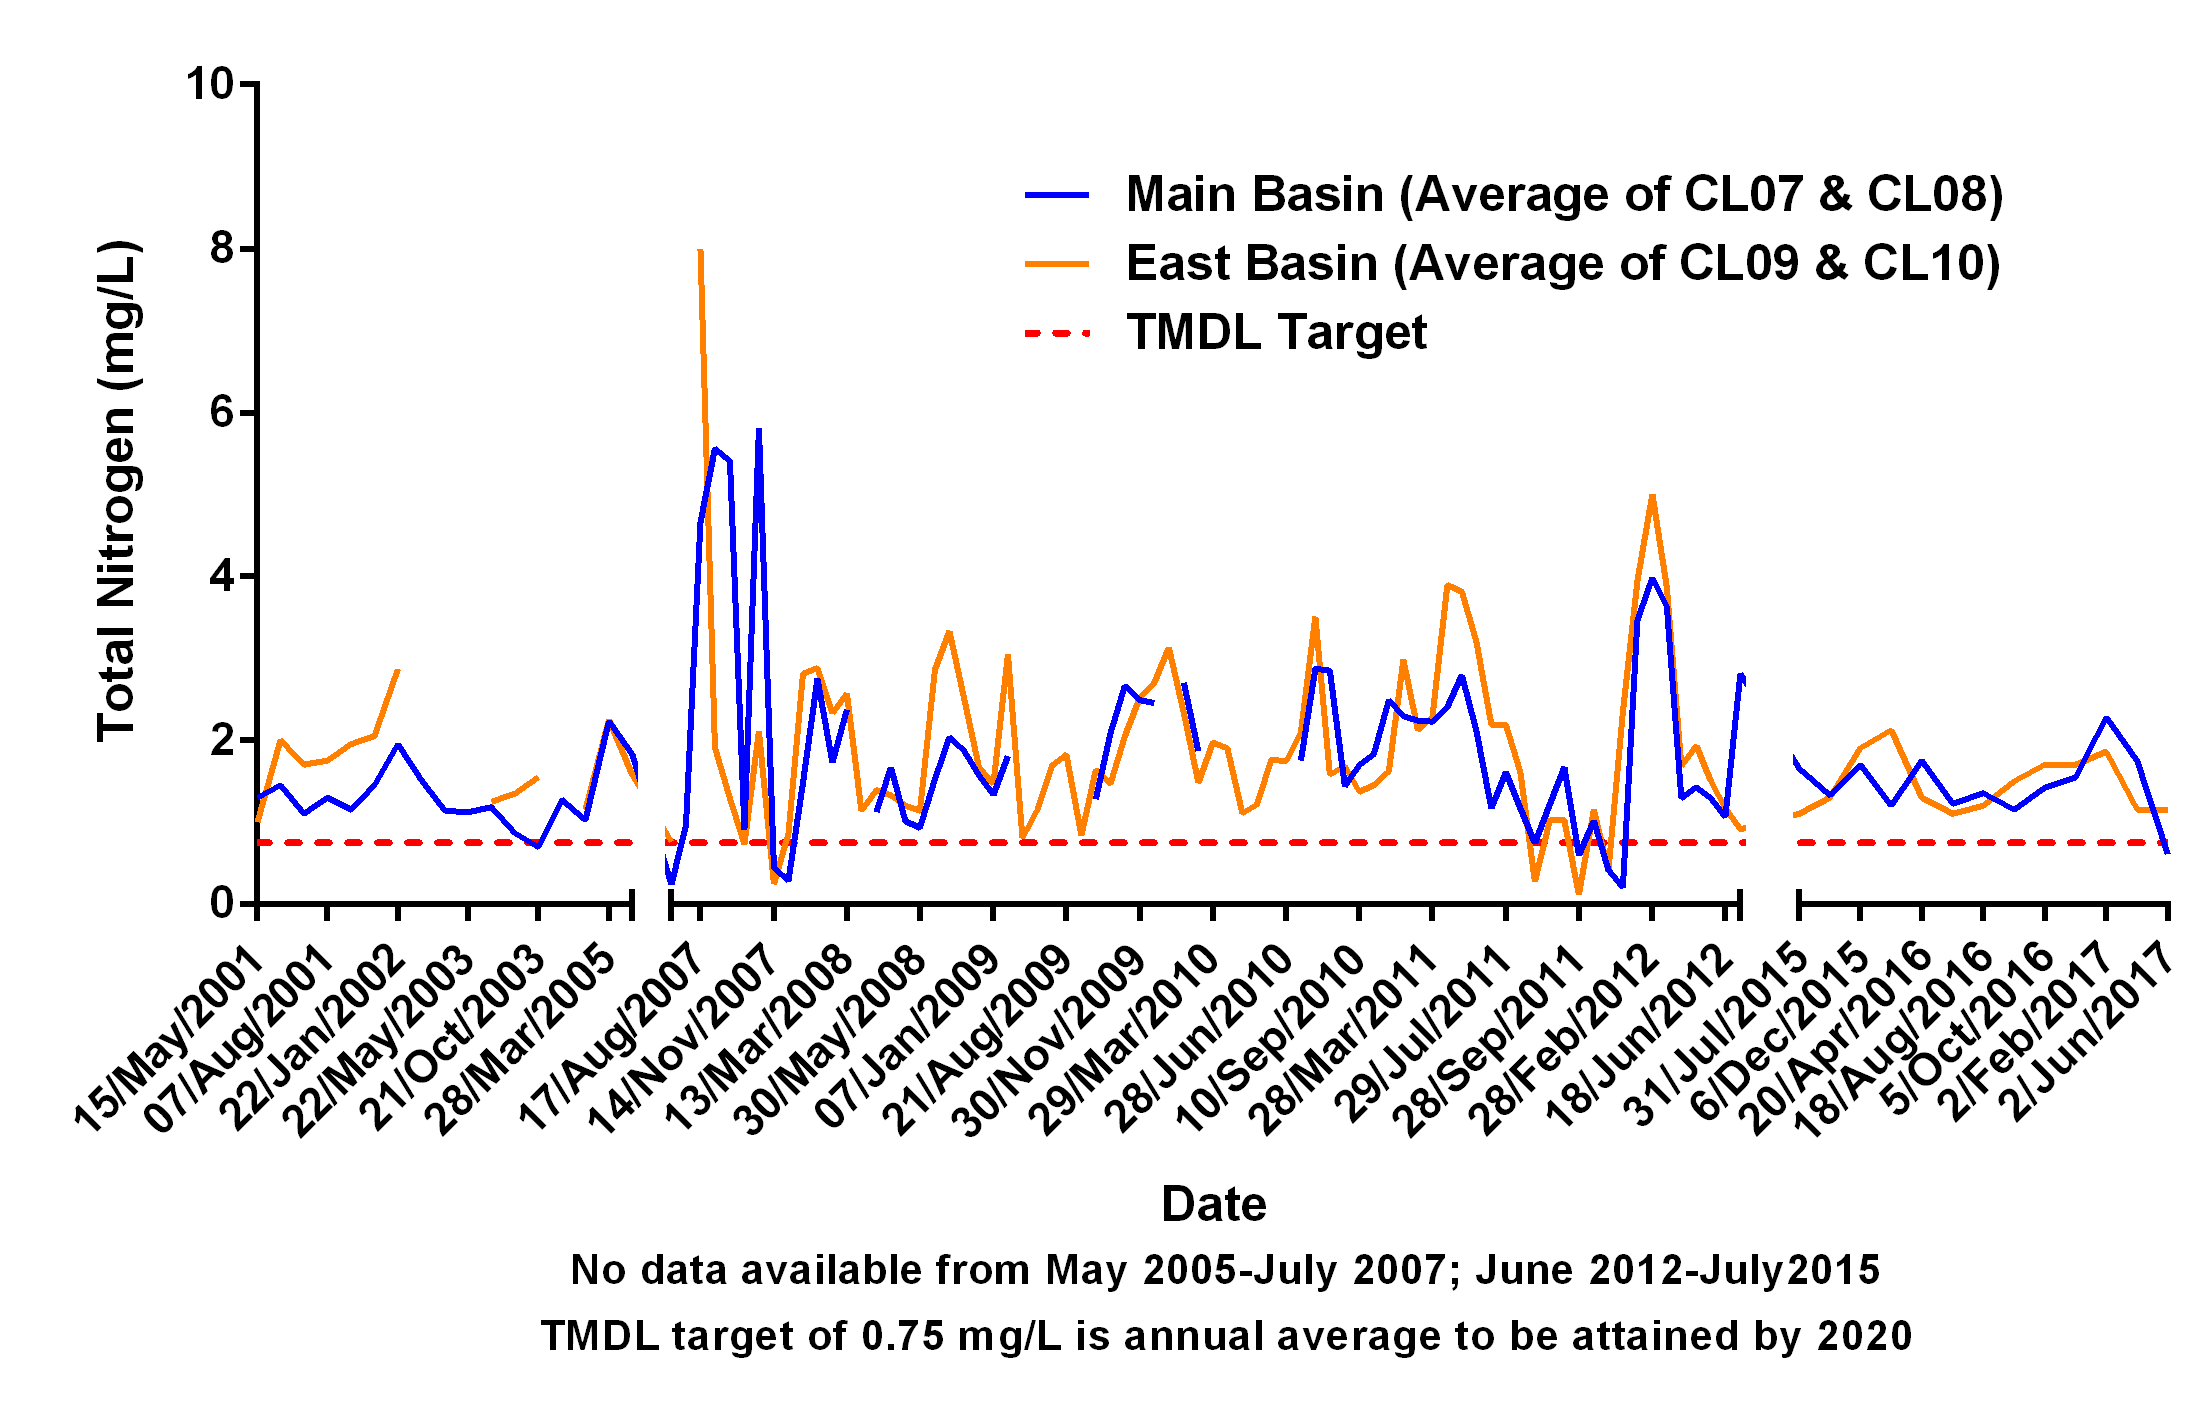 10
8
6
4
2
0
Total Nitrogen (mg/L)
Main Basin (Average of CL07 & CL08)
East Basin (Average of CL09 & CL10)
TMDL Target
15/May/2001
07/Aug/2001
22/Jan/2002
22/May/2003
21/Oct/2003
28/Mar/2005
17/Aug/2007
14/Nov/2007
13/Mar/2008
30/May/2008
07/Jan/2009
21/Aug/2009
30/Nov/2009
29/Mar/2010
28/Jun/2010
10/Sep/2010
28/Mar/2011
29/Jul/2011
28/Sep/2011
28/Feb/2012
18/Jun/2012
31/Jul/2015
6/Dec/2015
20/Apr/2016
18/Aug/2016
5/Oct/2016
2/Feb/2017
2/Jun/2017
Date
No data available from May 2005-July 2007; June 2012-July2015
TMDL target of 0.75 mg/L is annual average to be attained by 2020